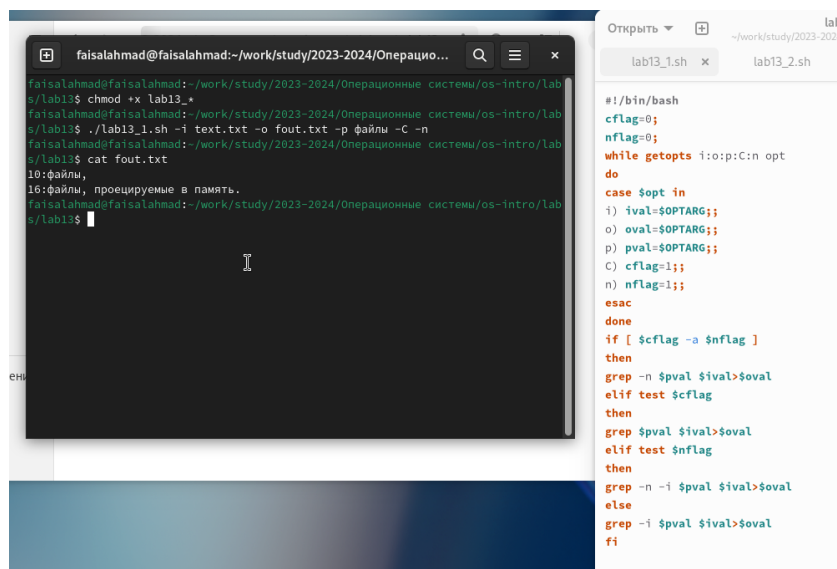 faisalahmad@faisalahmad:~/work/study/2023-2024/Операцио...
faisalahmad@faisalahmad:~/work/study/2023-2024/Операционные системы/os-intro/lab
s/lab13$ chmod +x lab13_*
faisalahmad@faisalahmad:~/work/study/2023-2024/Операционные системы/os-intro/lab
s/lab13$ ./lab13_1.sh -i text.txt -o fout.txt -p файлы -C -n
faisalahmad@faisalahmad:~/work/study/2023-2024/Операционные системы/os-intro/lab
s/lab13$ cat fout.txt
10:файлы,
16:файлы, проецируемые в память.
faisalahmad@faisalahmad:~/work/study/2023-2024/Операционные системы/os-intro/lab
s/lab13$
Открыть
~/work/study/2023-202
lab13_1.sh
lab13_2.sh
#!/bin/bash
cflag=0;
nflag=0;
while getopts i:o:p:C:n opt
do
case $opt in
i) ival=$OPTARG;;
o) oval=$OPTARG;;
p) pval=$OPTARG;;
C) cflag=1;;
n) nflag=1;;
esac
done
if [ $cflag -a $nflag ]
then
grep -n $pval $ival>$oval
elif test $cflag
then
grep $pval $ival>$oval
elif test $nflag
then
grep -n -i $pval $ival>$oval
else
grep -i $pval $ival>$oval
fi